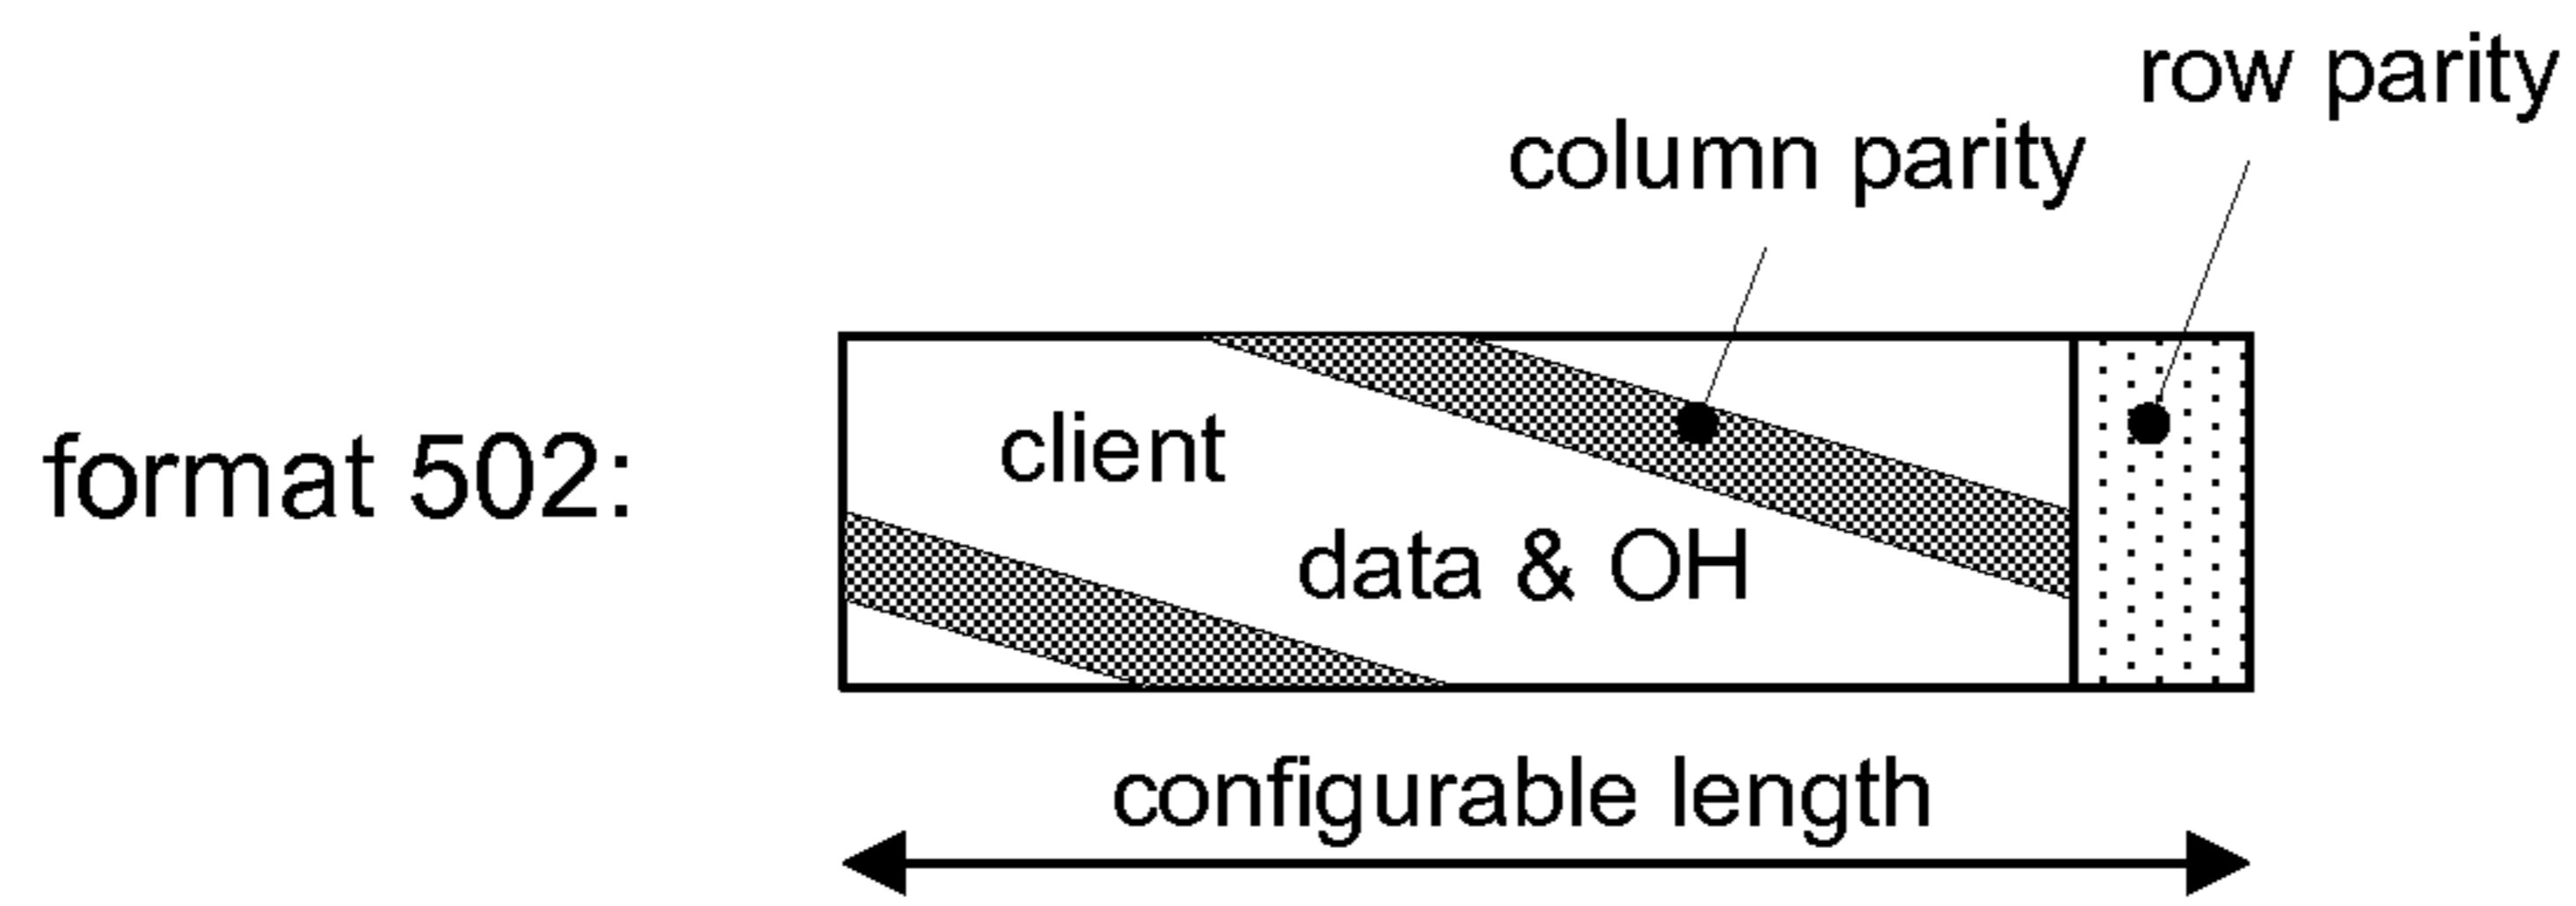 row parity
column parity
format 502:
client
data & OH
configurable length